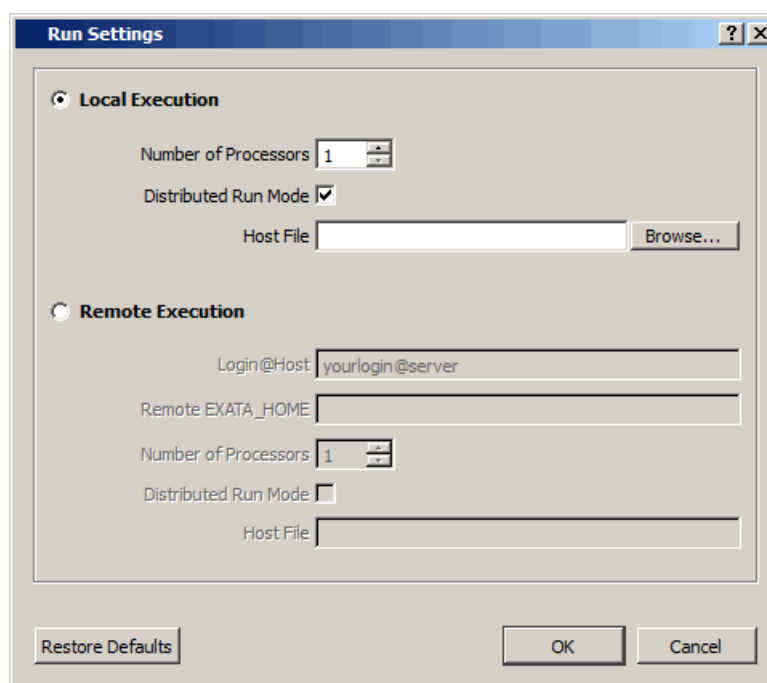 Run Settings
Local Execution
Number of Processors 1
Distributed Run Mode
Host File Browse...
Remote Execution
Login@Host yourlogin@server
Remote EXATA_HOME
Number of Processors 1
Distributed Run Mode
Host File
Restore Defaults OK Cancel